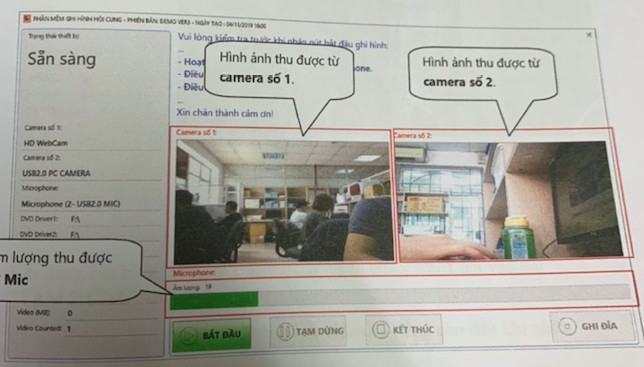 PHẦN MỀM GHI HÌNH HỎI CUNG - PHIÊN BẢN: DEMO VER3 - NGÀY TẠO : 04/11/2019 16:00
Trạng thái thiết bị:
Sẵn sàng
Vui lòng kiểm tra trước khi nhấn nút bắt đầu ghi hình:
- Hoạt
one.
- Điều
- Điều
Xin chân thành cảm ơn!
Hình ảnh thu được từ
camera số 1.
Hình ảnh thu được từ
camera số 2.
Camera số 1:
HD WebCam
Camera số 2:
USB2.0 PC CAMERA
Microphone:
Microphone (2- USB2.0 MIC)
DVD Driver1: F:\
DVD Driver2: F:\
Camera số 1:
Camera số 2:
m lượng thu được
Mic
Microphone:
Âm lượng: 19
Video (MB): 0
Video Counted: 1
BẮT ĐẦU
TẠM DỪNG
KẾT THÚC
GHI ĐĨA